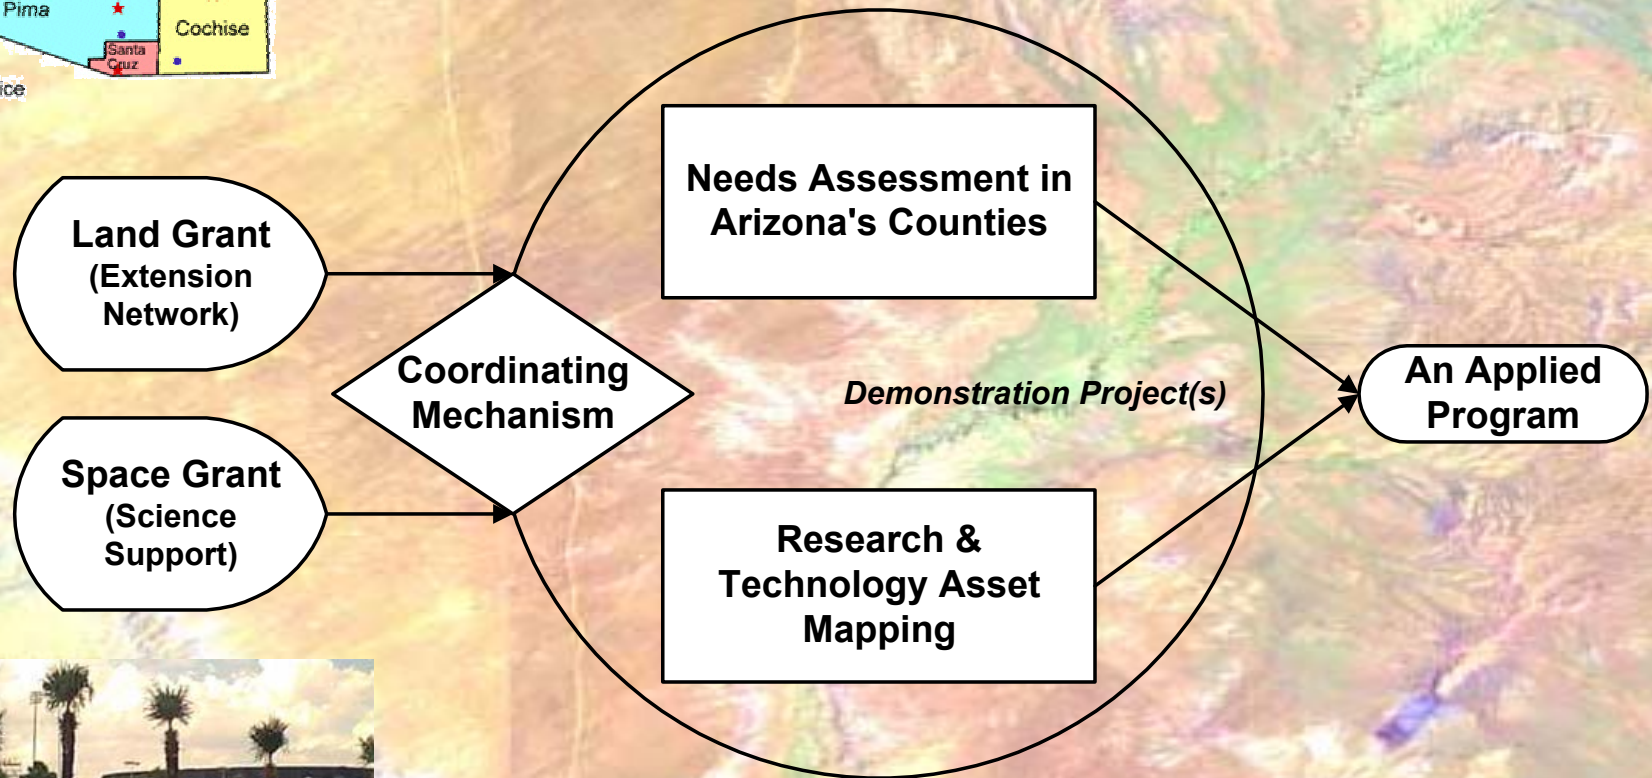 Pima
Cochise
Santa
Cruz
ice
Land Grant
(Extension
Network)
Space Grant
(Science
Support)
Coordinating
Mechanism
Needs Assessment in
Arizona's Counties
Demonstration Project(s)
Research &
Technology Asset
Mapping
An Applied
Program